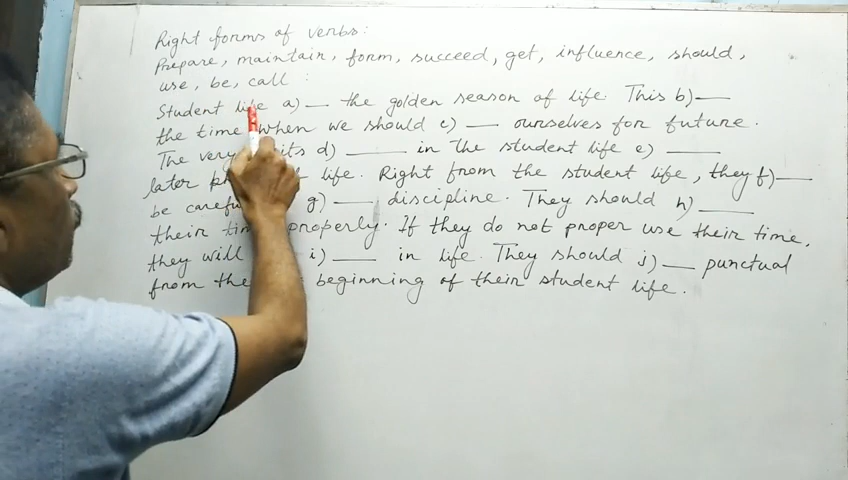 Right forms of verbs:
Prepare, maintain, form, succeed, get, influence, should,
use, be, call :
Student life a) — the golden season of life. This b) —
the time when we should c) — ourselves for future.
The very its d) — in the student life e) —
later of life. Right from the student life, they f) —
be g) — discipline. They should h) —
their properly. If they do not proper use their time,
they will i) — in life. They should j) — punctual
from the beginning of their student life.